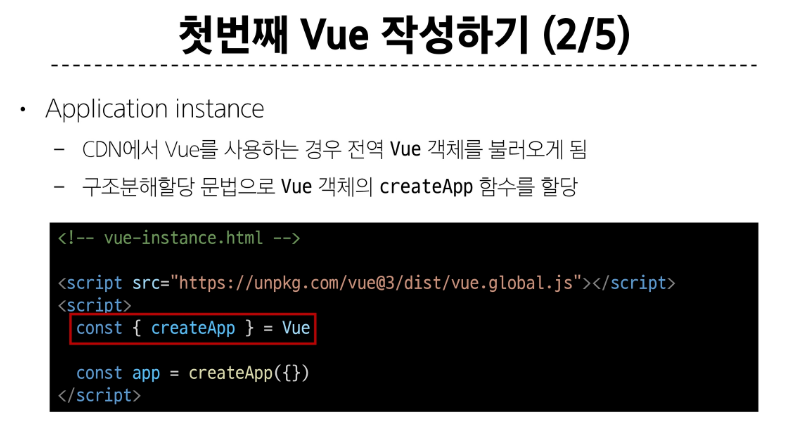 첫번째 Vue 작성하기 (2/5)
• Application instance
– CDN에서 Vue를 사용하는 경우 전역 Vue 객체를 불러오게 됨
– 구조분해할당 문법으로 Vue 객체의 createApp 함수를 할당
<!-- vue-instance.html -->
<script src="https://unpkg.com/vue@3/dist/vue.global.js"></script>
<script>
const { createApp } = Vue
const app = createApp({})
</script>